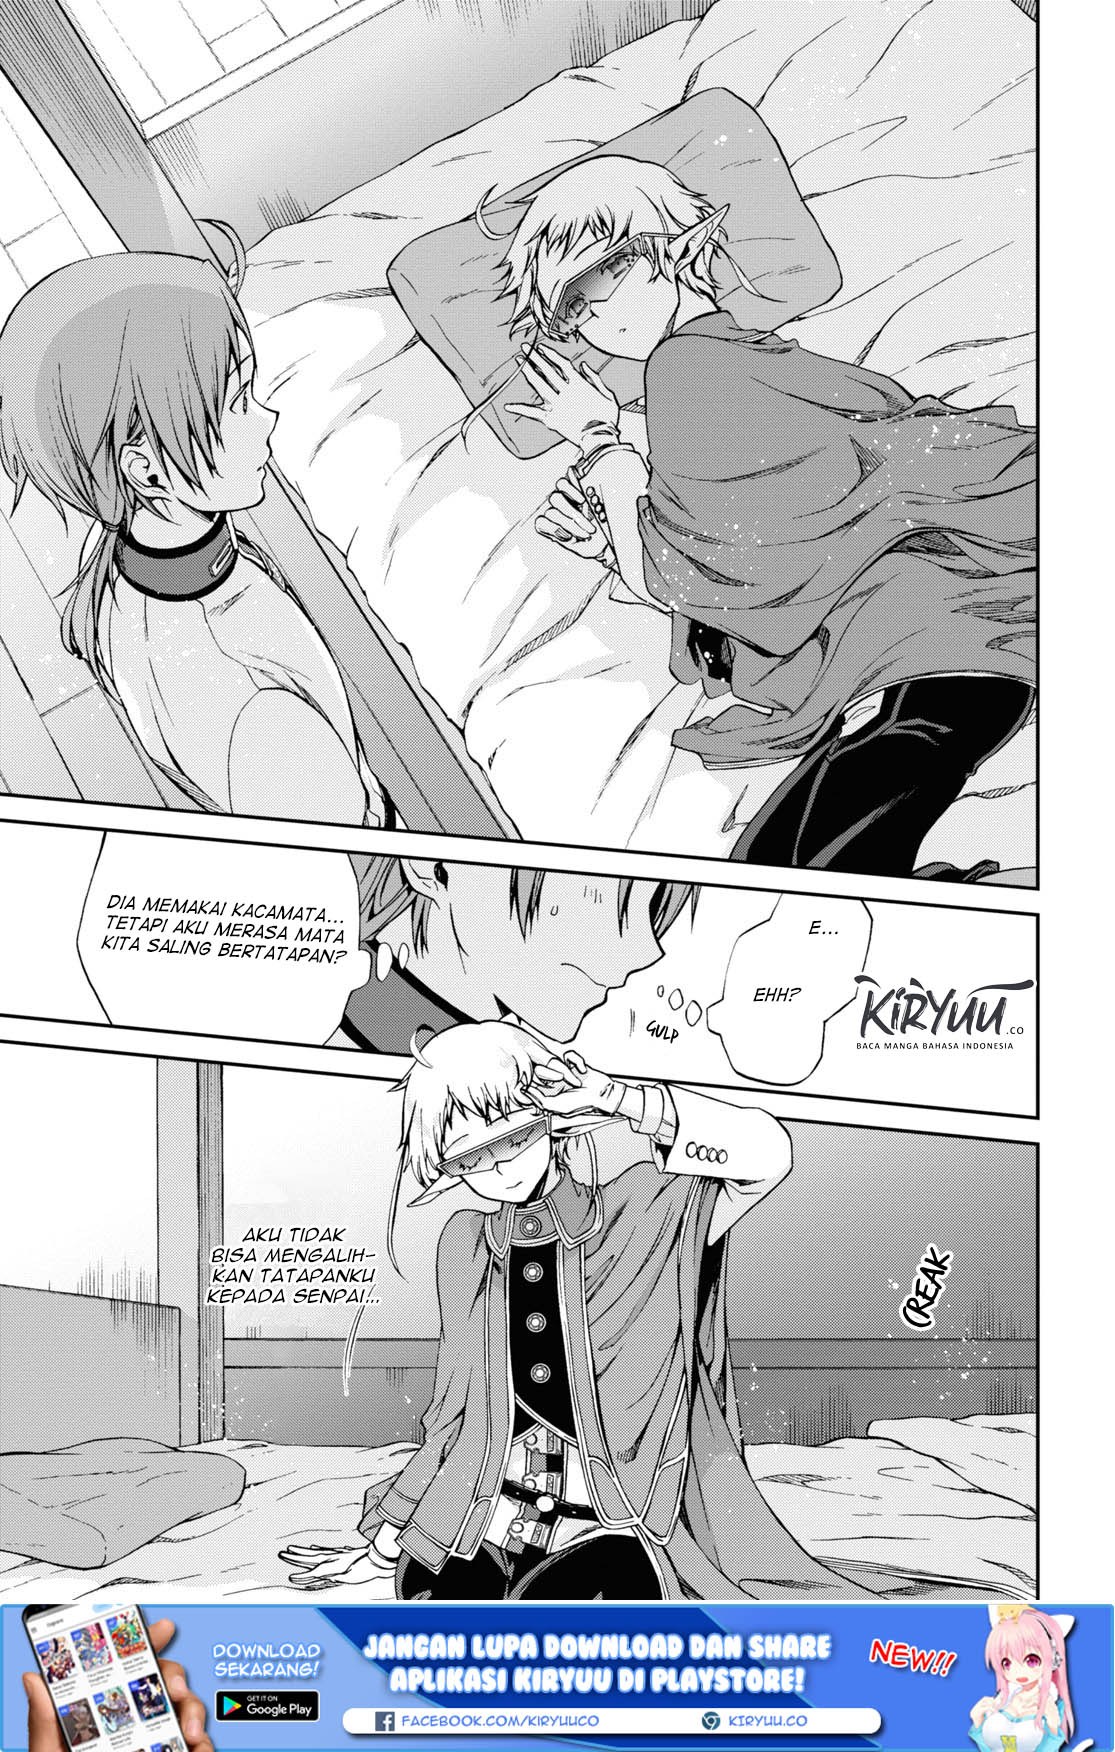 E...
EHH?
DIA MEMAKAI KACAMATA...
TETAPI AKU MERASA MATA
KITA SALING BERTATAPAN?
GULP
KIRYUU.CO
BACA MANGA BAHASA INDONESIA
AKU TIDAK
BISA MENGALIH-
KAN TATAPANKU
KEPADA SENPAI...
CREAK
DOWNLOAD
SEKARANG!
GET IT ON
Google Play
JANGAN LUPA DOWNLOAD DAN SHARE
APLIKASI KIRYUU DI PLAYSTORE!
NEW!!
FACEBOOK.COM/KIRYUUCO
KIRYUU.CO